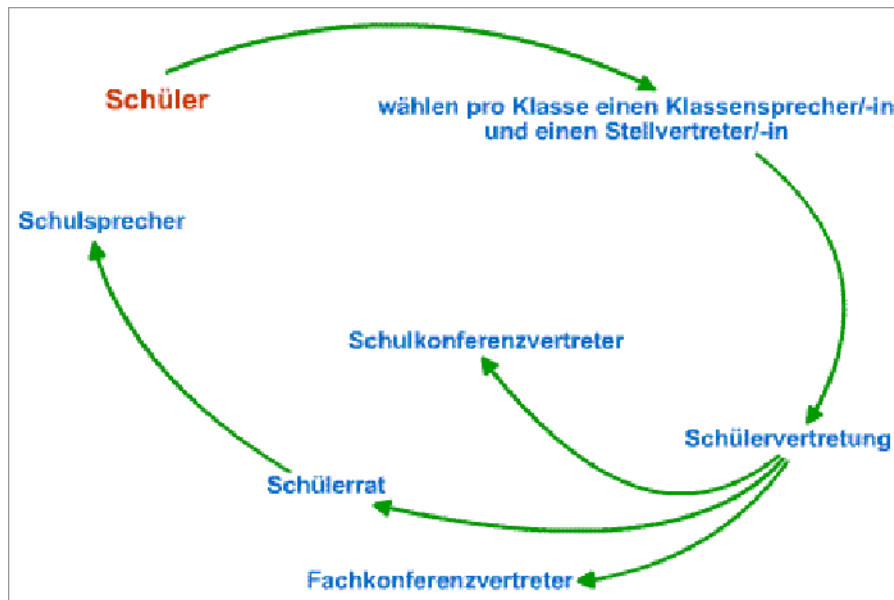 Schüler
wählen pro Klasse einen Klassensprecher/-in
und einen Stellvertreter/-in
Schulsprecher
Schulkonferenzvertreter
Schülervertretung
Schülerrat
Fachkonferenzvertreter